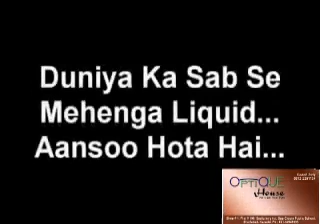 Duniya Ka Sab Se
Mehenga Liquid...
Aansoo Hota Hai...
OPTIQUE
House